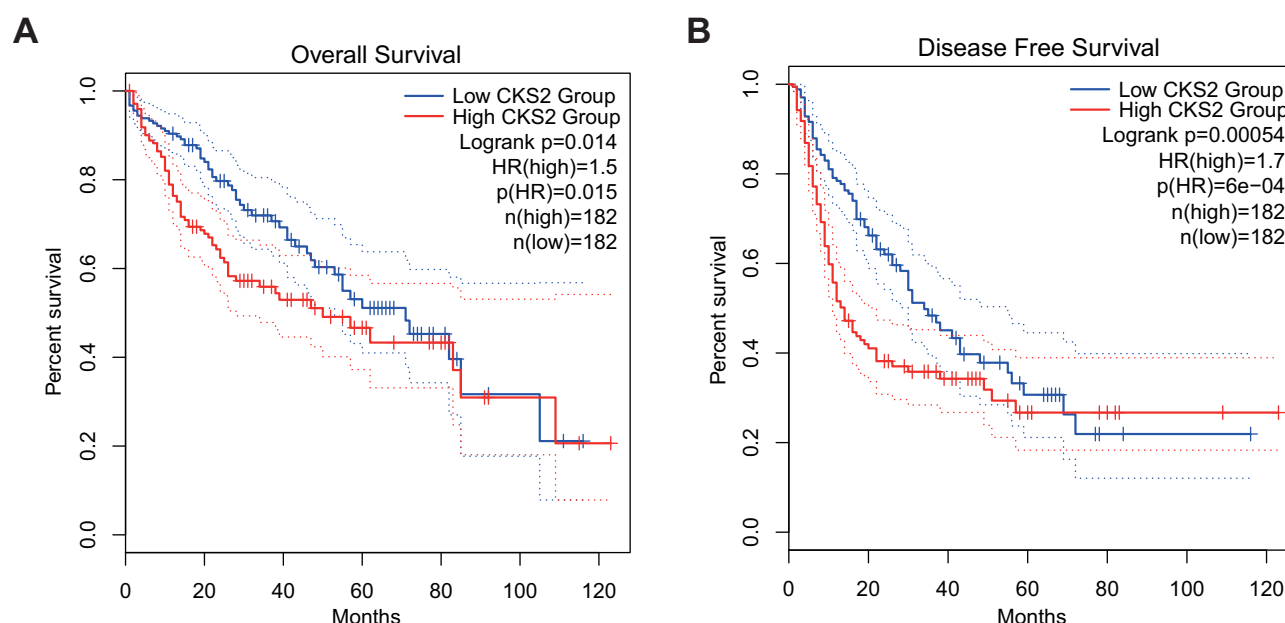 A
Overall Survival
Low CKS2 Group
High CKS2 Group
Logrank p=0.014
HR(high)=1.5
p(HR)=0.015
n(high)=182
n(low)=182
Percent survival
1.0
0.8
0.6
0.4
0.2
0.0
0 20 40 60 80 100 120
Months
B
Disease Free Survival
Low CKS2 Group
High CKS2 Group
Logrank p=0.00054
HR(high)=1.7
p(HR)=6e−04
n(high)=182
n(low)=182
Percent survival
1.0
0.8
0.6
0.4
0.2
0.0
0 20 40 60 80 100 120
Months